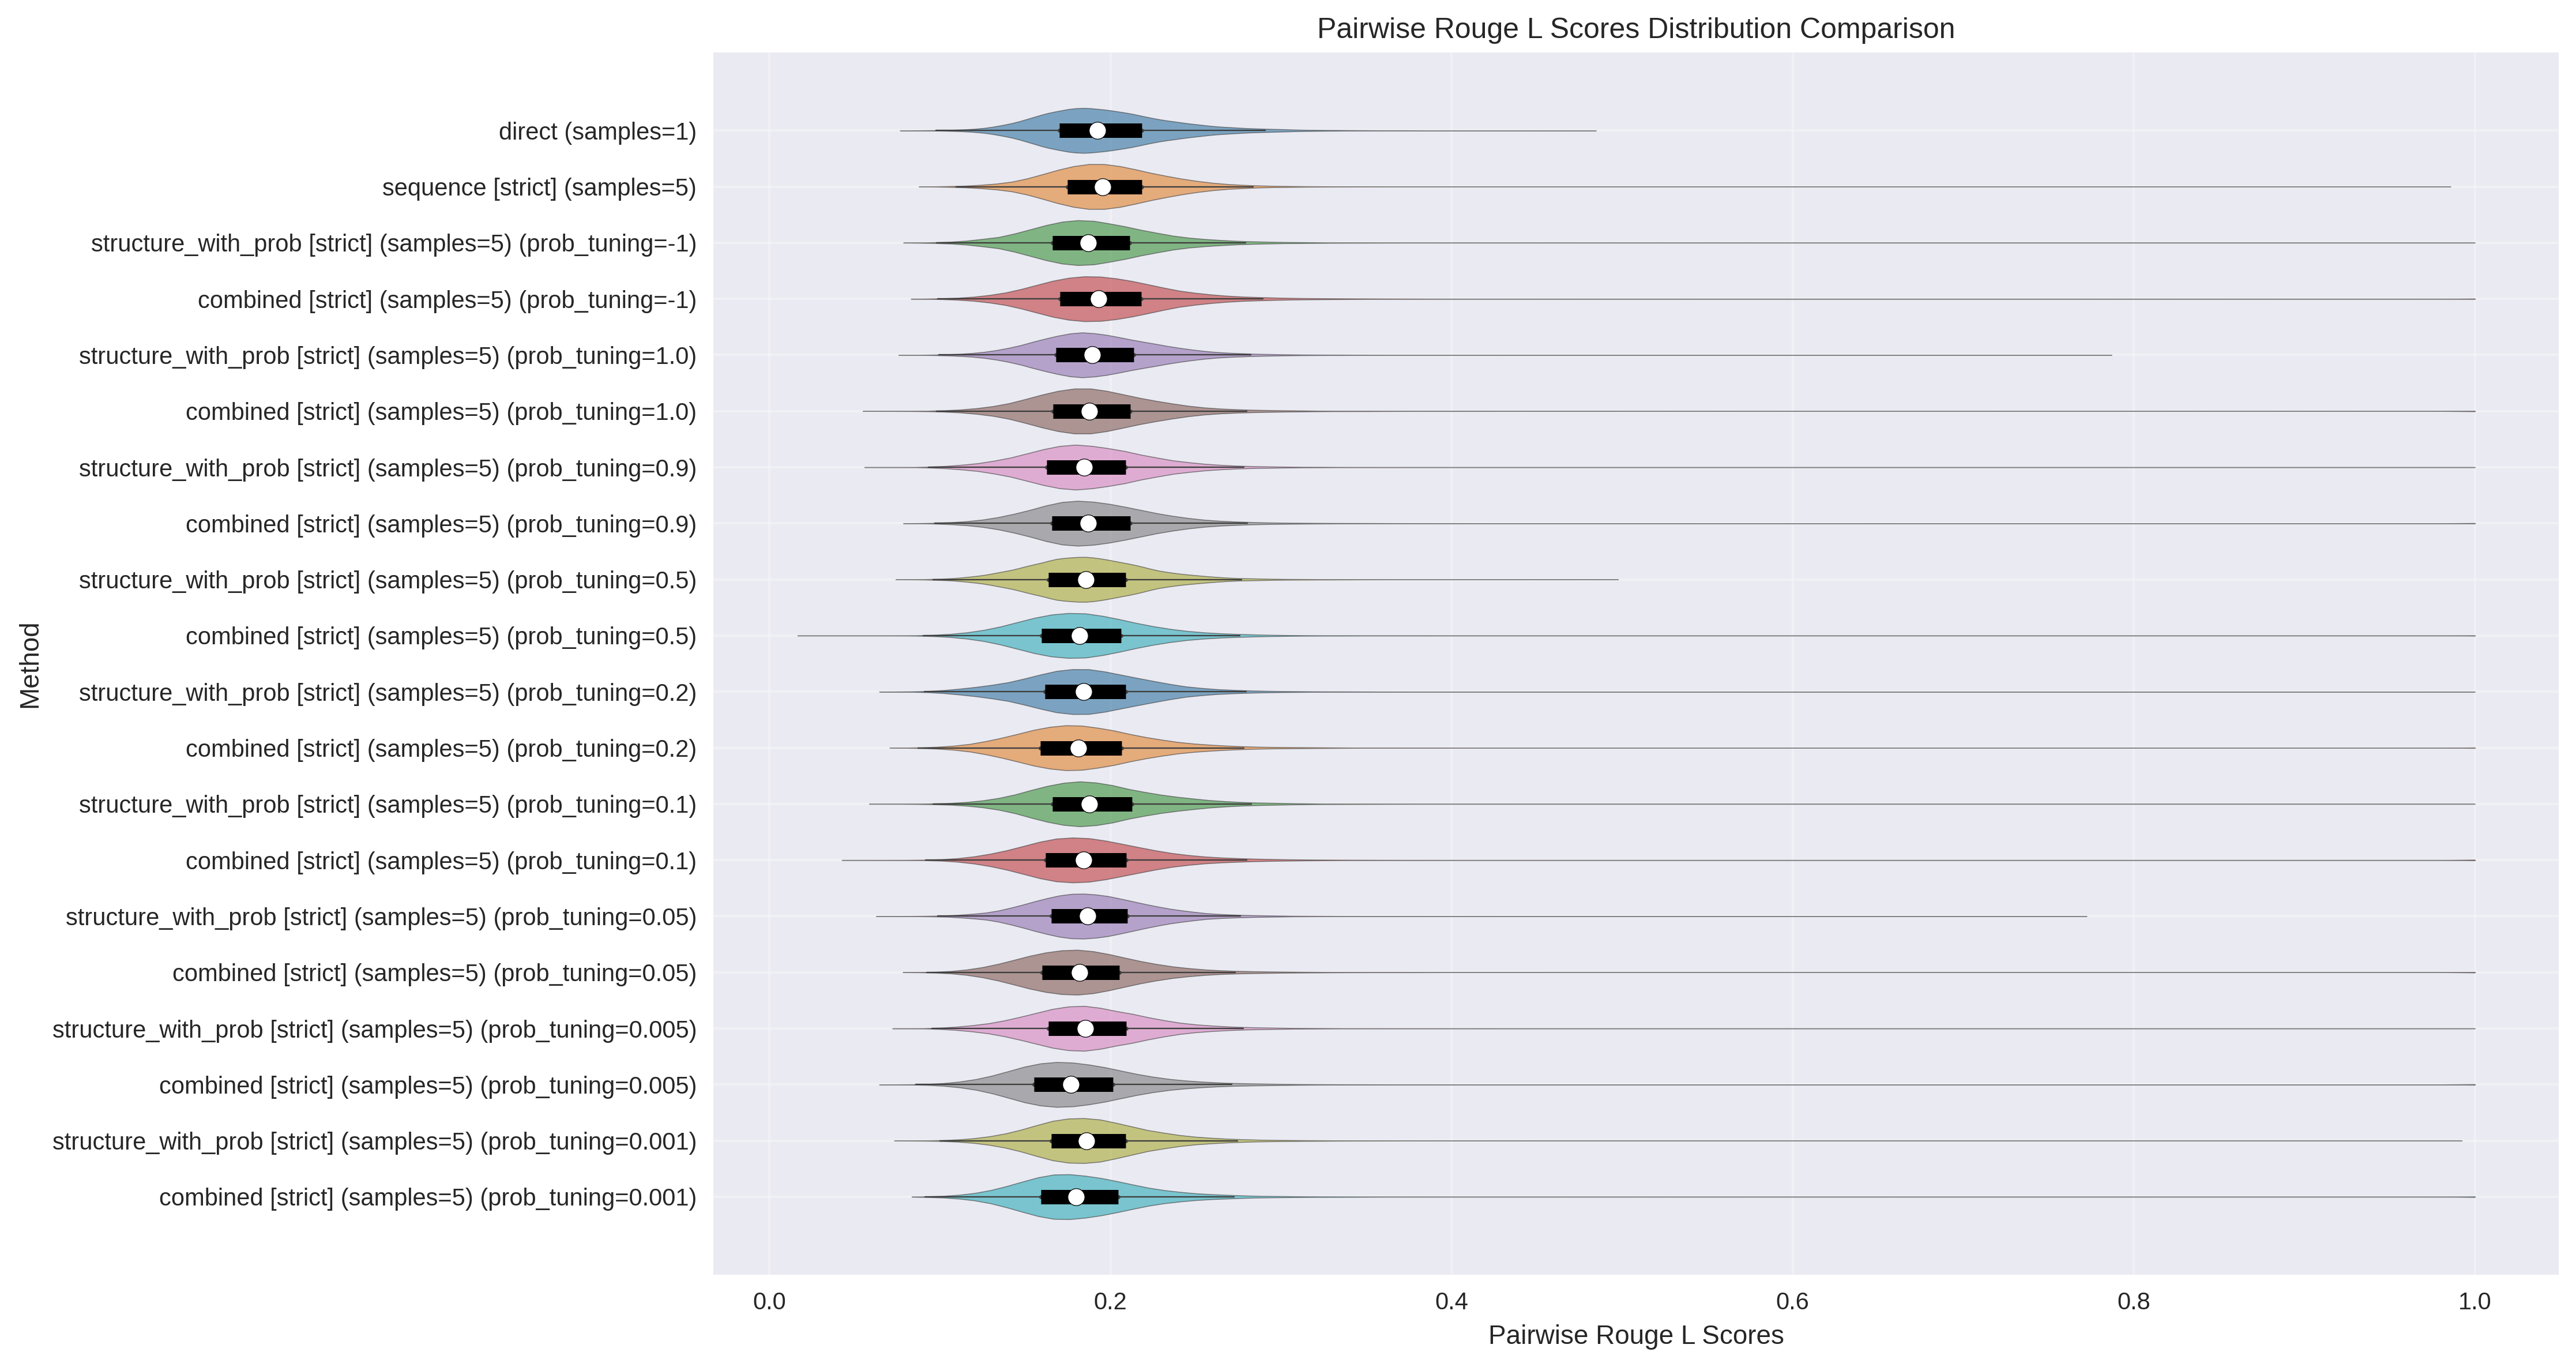 Pairwise Rouge L Scores Distribution Comparison
direct (samples=1)
sequence [strict] (samples=5)
structure_with_prob [strict] (samples=5) (prob_tuning=-1)
combined [strict] (samples=5) (prob_tuning=-1)
structure_with_prob [strict] (samples=5) (prob_tuning=1.0)
combined [strict] (samples=5) (prob_tuning=1.0)
structure_with_prob [strict] (samples=5) (prob_tuning=0.9)
combined [strict] (samples=5) (prob_tuning=0.9)
structure_with_prob [strict] (samples=5) (prob_tuning=0.5)
combined [strict] (samples=5) (prob_tuning=0.5)
structure_with_prob [strict] (samples=5) (prob_tuning=0.2)
combined [strict] (samples=5) (prob_tuning=0.2)
structure_with_prob [strict] (samples=5) (prob_tuning=0.1)
combined [strict] (samples=5) (prob_tuning=0.1)
structure_with_prob [strict] (samples=5) (prob_tuning=0.05)
combined [strict] (samples=5) (prob_tuning=0.05)
structure_with_prob [strict] (samples=5) (prob_tuning=0.005)
combined [strict] (samples=5) (prob_tuning=0.005)
structure_with_prob [strict] (samples=5) (prob_tuning=0.001)
combined [strict] (samples=5) (prob_tuning=0.001)
Method
0.0 0.2 0.4 0.6 0.8 1.0
Pairwise Rouge L Scores